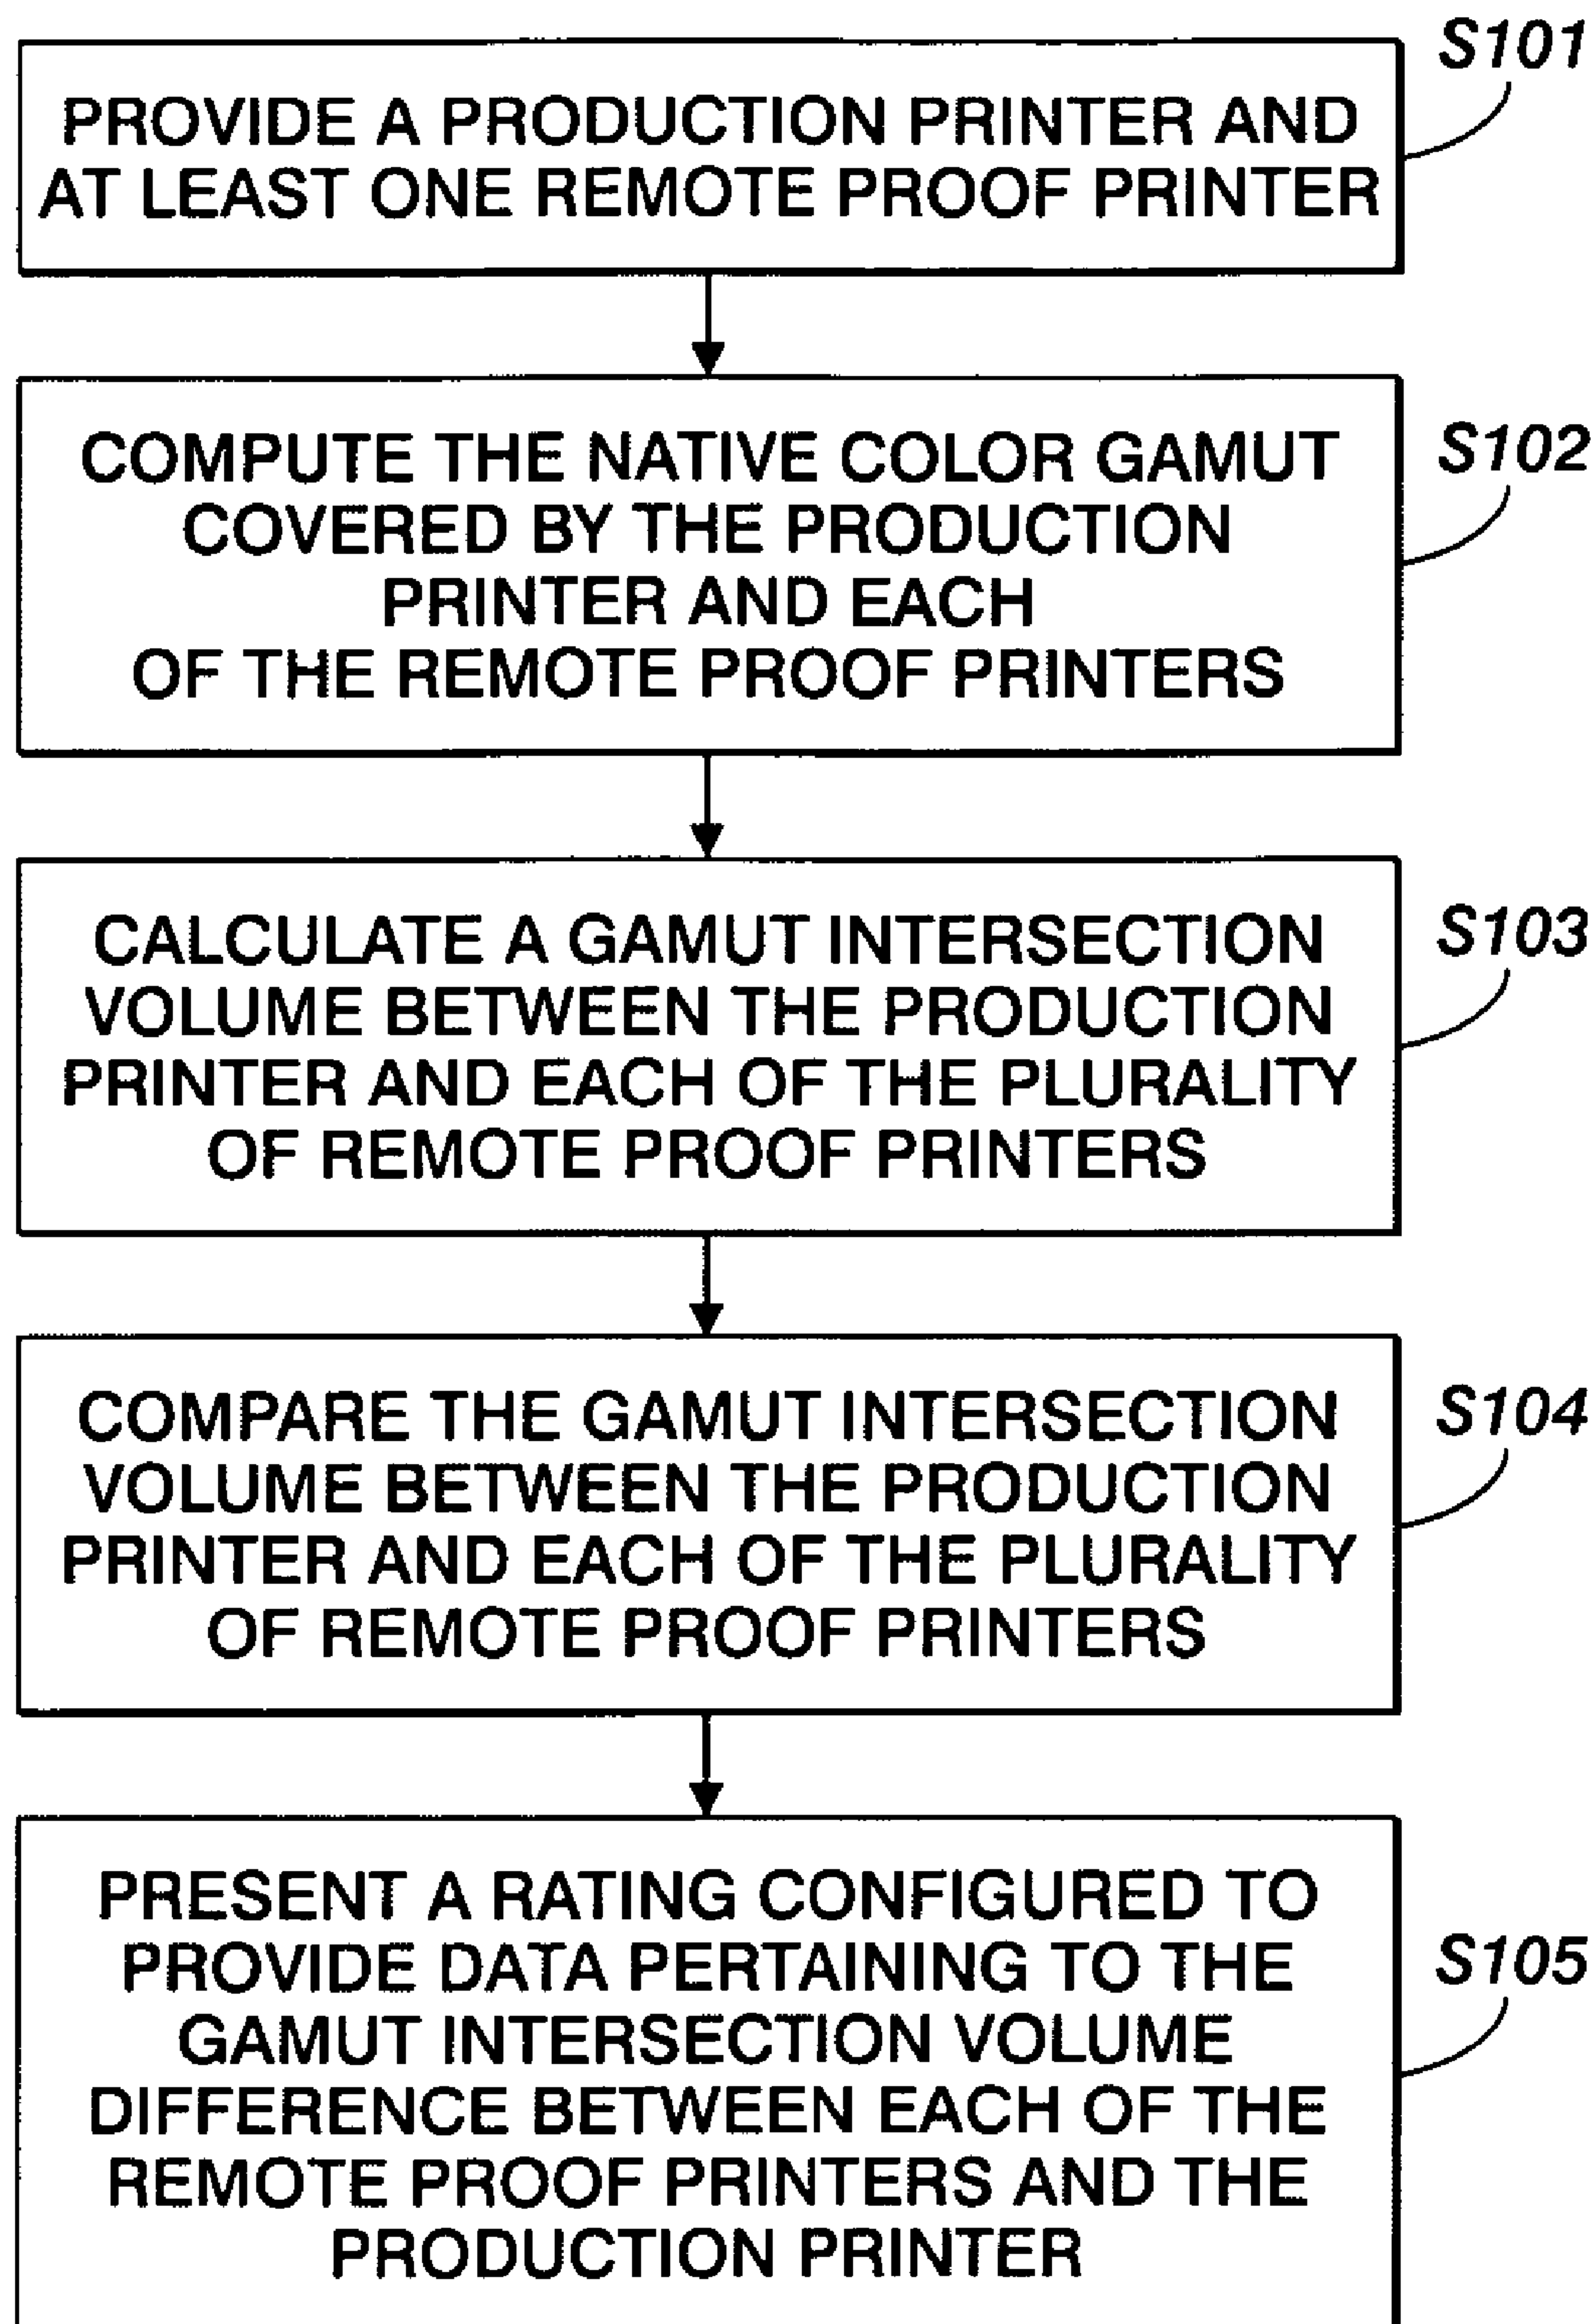 S101
PROVIDE A PRODUCTION PRINTER AND
AT LEAST ONE REMOTE PROOF PRINTER
S102
COMPUTE THE NATIVE COLOR GAMUT
COVERED BY THE PRODUCTION
PRINTER AND EACH
OF THE REMOTE PROOF PRINTERS
S103
CALCULATE A GAMUT INTERSECTION
VOLUME BETWEEN THE PRODUCTION
PRINTER AND EACH OF THE PLURALITY
OF REMOTE PROOF PRINTERS
S104
COMPARE THE GAMUT INTERSECTION
VOLUME BETWEEN THE PRODUCTION
PRINTER AND EACH OF THE PLURALITY
OF REMOTE PROOF PRINTERS
S105
PRESENT A RATING CONFIGURED TO
PROVIDE DATA PERTAINING TO THE
GAMUT INTERSECTION VOLUME
DIFFERENCE BETWEEN EACH OF THE
REMOTE PROOF PRINTERS AND THE
PRODUCTION PRINTER